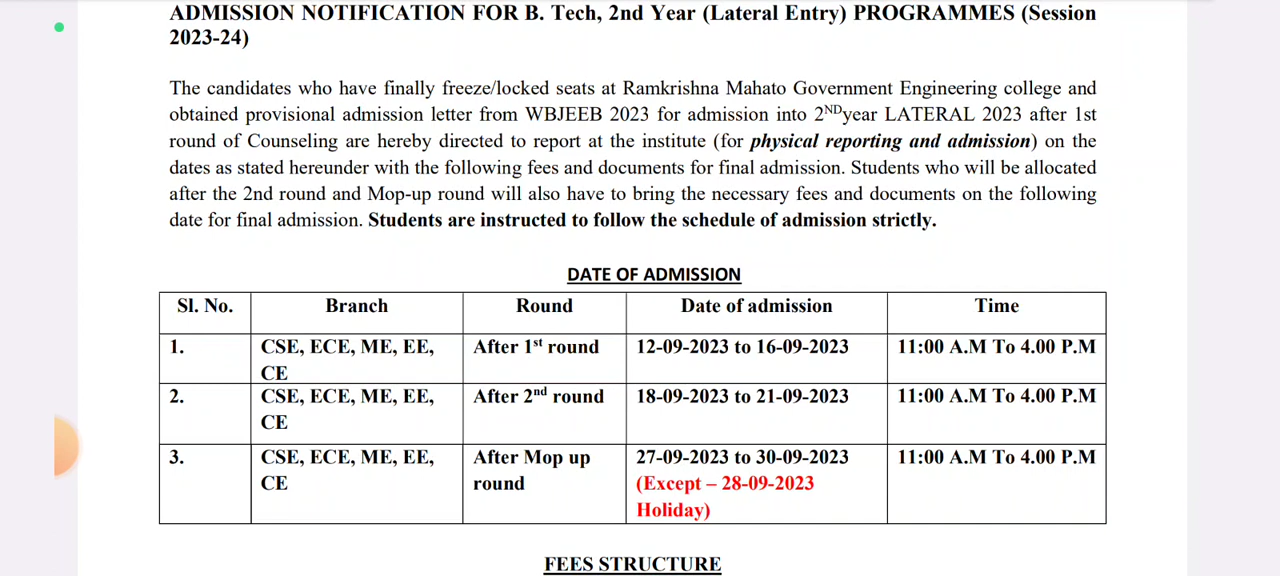 ADMISSION NOTIFICATION FOR B. Tech, 2nd Year (Lateral Entry) PROGRAMMES (Session
2023-24)
The candidates who have finally freeze/locked seats at Ramkrishna Mahato Government Engineering college and
obtained provisional admission letter from WBJEEB 2023 for admission into 2NDyear LATERAL 2023 after 1st
round of Counseling are hereby directed to report at the institute (for physical reporting and admission) on the
dates as stated hereunder with the following fees and documents for final admission. Students who will be allocated
after the 2nd round and Mop-up round will also have to bring the necessary fees and documents on the following
date for final admission. Students are instructed to follow the schedule of admission strictly.
DATE OF ADMISSION
Sl. No. Branch Round Date of admission Time
1. CSE, ECE, ME, EE, After 1st round 12-09-2023 to 16-09-2023 11:00 A.M To 4.00 P.M
CE
2. CSE, ECE, ME, EE, After 2nd round 18-09-2023 to 21-09-2023 11:00 A.M To 4.00 P.M
CE
3. CSE, ECE, ME, EE, After Mop up 27-09-2023 to 30-09-2023 11:00 A.M To 4.00 P.M
CE round (Except – 28-09-2023
Holiday)
FEES STRUCTURE